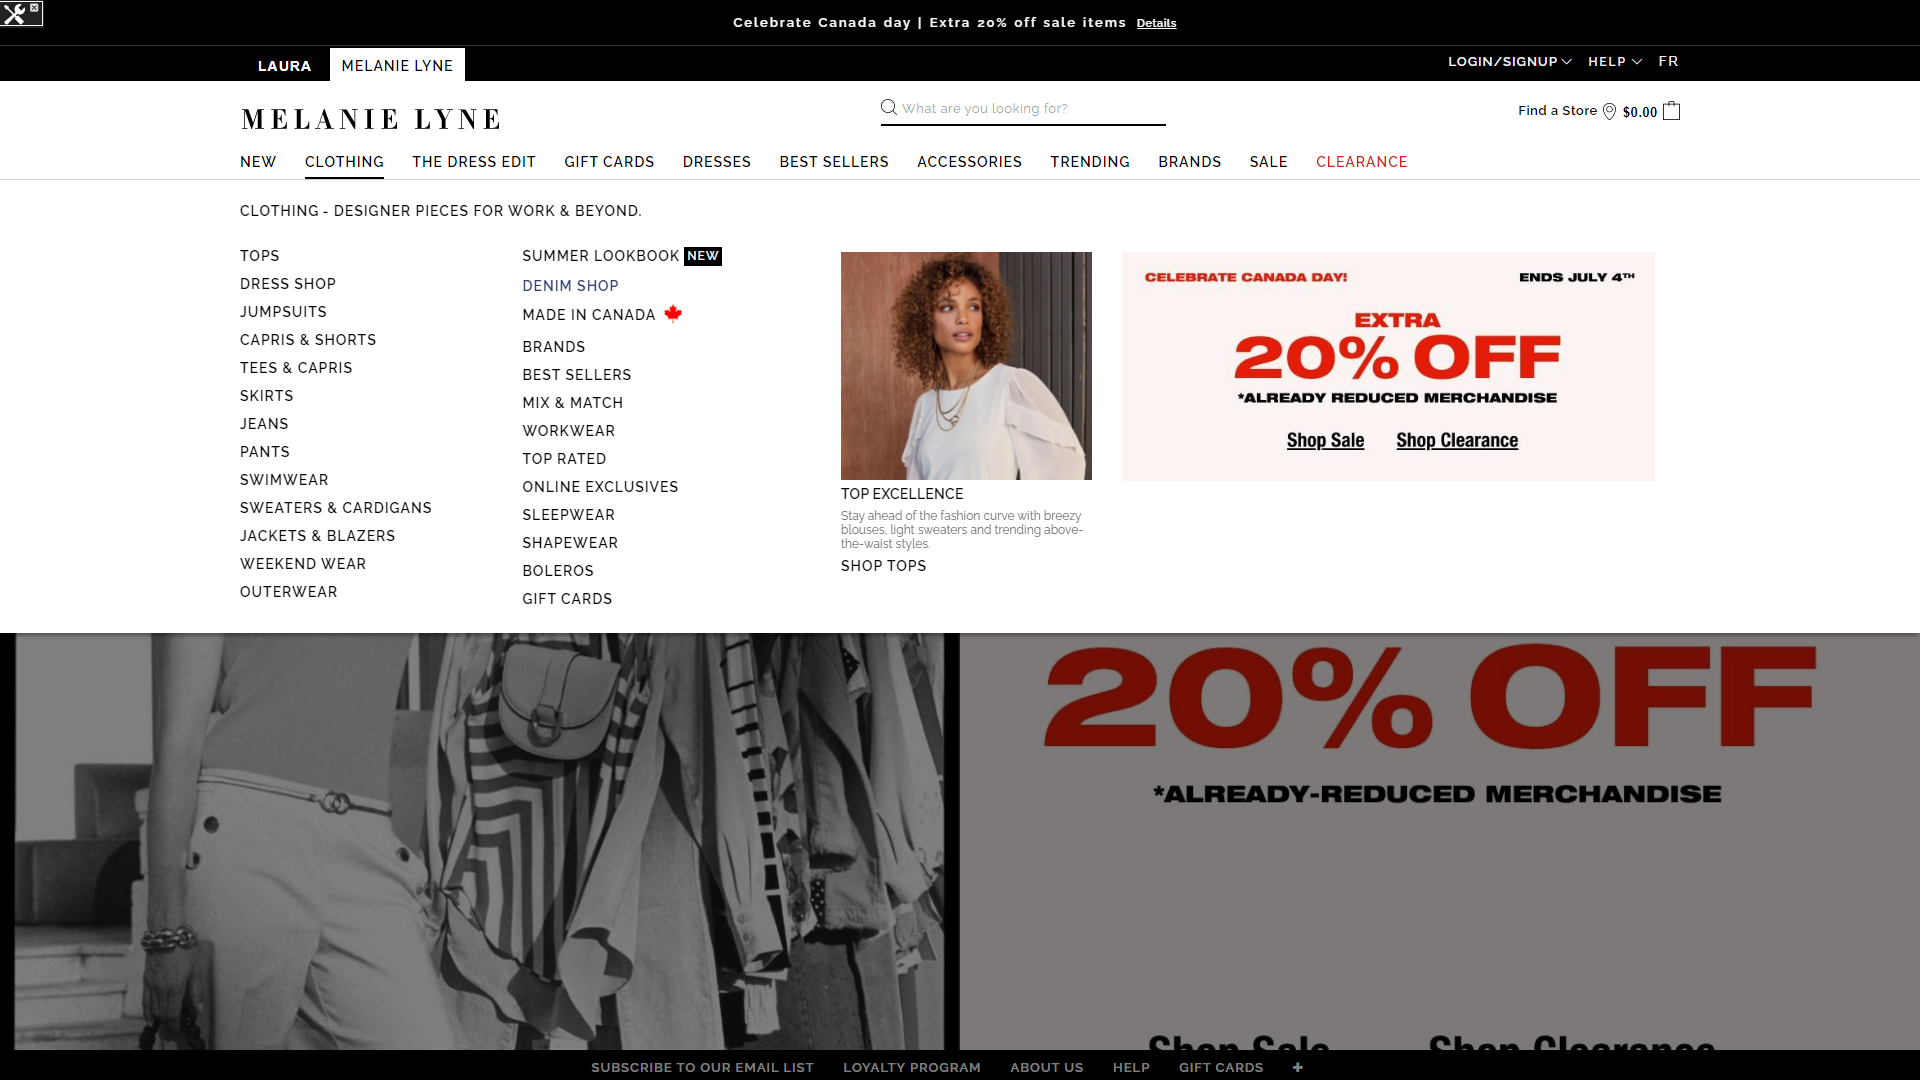 Celebrate Canada day | Extra 20% off sale items Details
LAURA
MELANIE LYNE
LOGIN/SIGNUP
HELP
FR
MELANIE LYNE
What are you looking for?
Find a Store
$0.00
NEW
CLOTHING
THE DRESS EDIT
GIFT CARDS
DRESSES
BEST SELLERS
ACCESSORIES
TRENDING
BRANDS
SALE
CLEARANCE
CLOTHING - DESIGNER PIECES FOR WORK & BEYOND.
TOPS
DRESS SHOP
JUMPSUITS
CAPRIS & SHORTS
TEES & CAPRIS
SKIRTS
JEANS
PANTS
SWIMWEAR
SWEATERS & CARDIGANS
JACKETS & BLAZERS
WEEKEND WEAR
OUTERWEAR
SUMMER LOOKBOOK NEW
DENIM SHOP
MADE IN CANADA
BRANDS
BEST SELLERS
MIX & MATCH
WORKWEAR
TOP RATED
ONLINE EXCLUSIVES
SLEEPWEAR
SHAPEWEAR
BOLEROS
GIFT CARDS
TOP EXCELLENCE
Stay ahead of the fashion curve with breezy
blouses, light sweaters and trending above-
the-waist styles.
SHOP TOPS
CELEBRATE CANADA DAY!
ENDS JULY 4TH
EXTRA
20% OFF
*ALREADY REDUCED MERCHANDISE
Shop Sale
Shop Clearance
20% OFF
*ALREADY-REDUCED MERCHANDISE
Shop Sale
Shop Clearance
SUBSCRIBE TO OUR EMAIL LIST
LOYALTY PROGRAM
ABOUT US
HELP
GIFT CARDS
+